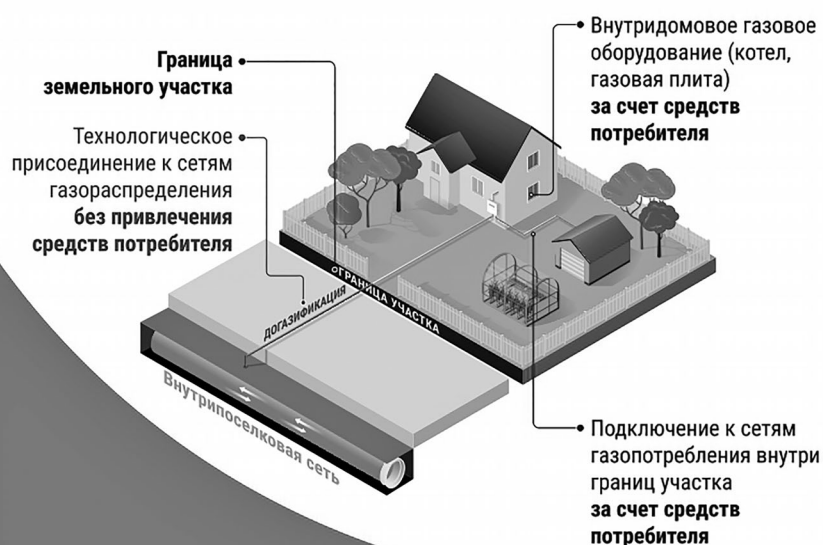 Граница
земельного участка
Технологическое
присоединение к сетям
газораспределения
без привлечения
средств потребителя
Внутридомовое газовое
оборудование (котел,
газовая плита)
за счет средств
потребителя
ГРАНИЦА УЧАСТКА
ДОГАЗИФИКАЦИЯ
Внутрипоселковая сеть
Подключение к сетям
газопотребления внутри
границ участка
за счет средств
потребителя